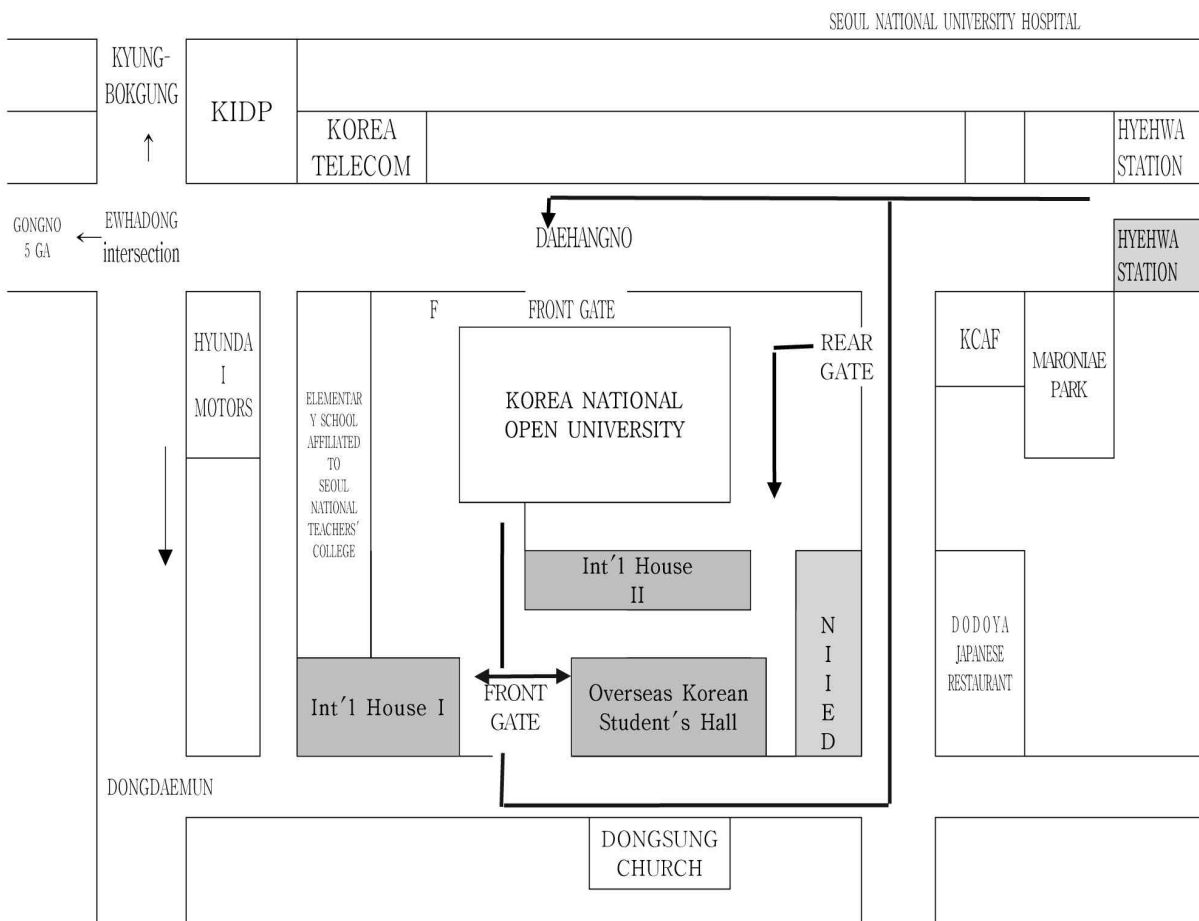 SEOUL NATIONAL UNIVERSITY HOSPITAL
KYUNG-
BOKGUNG
KIDP
KOREA
TELECOM
HYEHWA
STATION
GONGNO
5 GA
EWHADONG
intersection
DAEHANGNO
HYEHWA
STATION
F
FRONT GATE
HYUNDA
I
MOTORS
ELEMENTAR
Y SCHOOL
AFFILIATED
TO
SEOUL
NATIONAL
TEACHERS'
COLLEGE
KOREA NATIONAL
OPEN UNIVERSITY
REAR
GATE
KCAF
MARONIAE
PARK
Int'l House
II
N
I
I
E
D
DODOYA
JAPANESE
RESTAURANT
Int'l House I
FRONT
GATE
Overseas Korean
Student's Hall
DONGDAEMUN
DONGSUNG
CHURCH